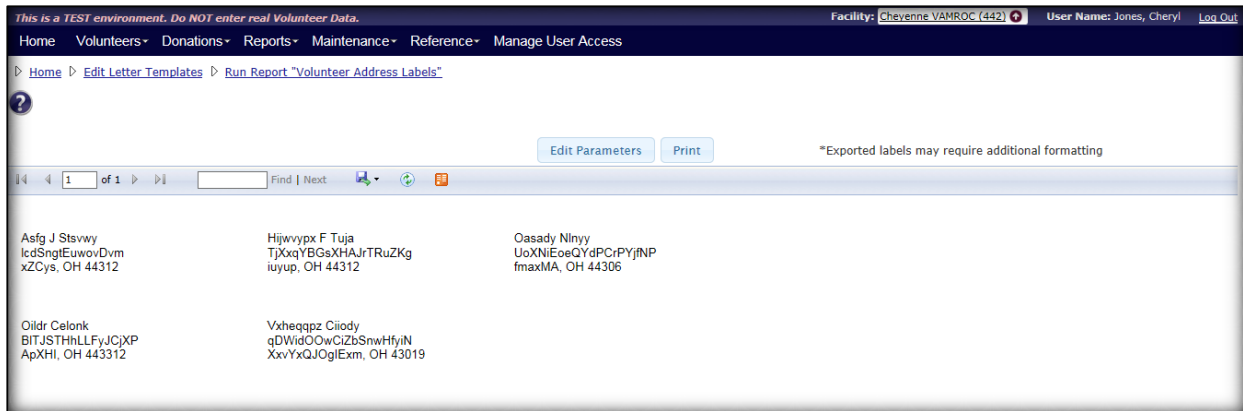 This is a TEST environment. Do NOT enter real Volunteer Data. Facility: Cheyenne VAMROC (442) User Name: Jones, Cheryl Log Out
Home Volunteers Donations Reports Maintenance Reference Manage User Access
Home Edit Letter Templates Run Report "Volunteer Address Labels"
?
Edit Parameters Print *Exported labels may require additional formatting
1 of 1 Find | Next
Asfg J Stsvwy Hijwvypx F Tuja Oasady Nlnyy
IcdSngtEuwovDvm TjXxqYBGsXHAJrTRuZKg UoXNiEoeQYdPCrPYjfNP
xZCys, OH 44312 iuyup, OH 44312 fmaxMA, OH 44306
Oildr Celonk Vxheqqpz Ciiody
BlTJSTHhLLFyJCjXP qDWidOOwCiZbSnwHfyiN
ApXHI, OH 443312 XxvYxQJOglExm, OH 43019